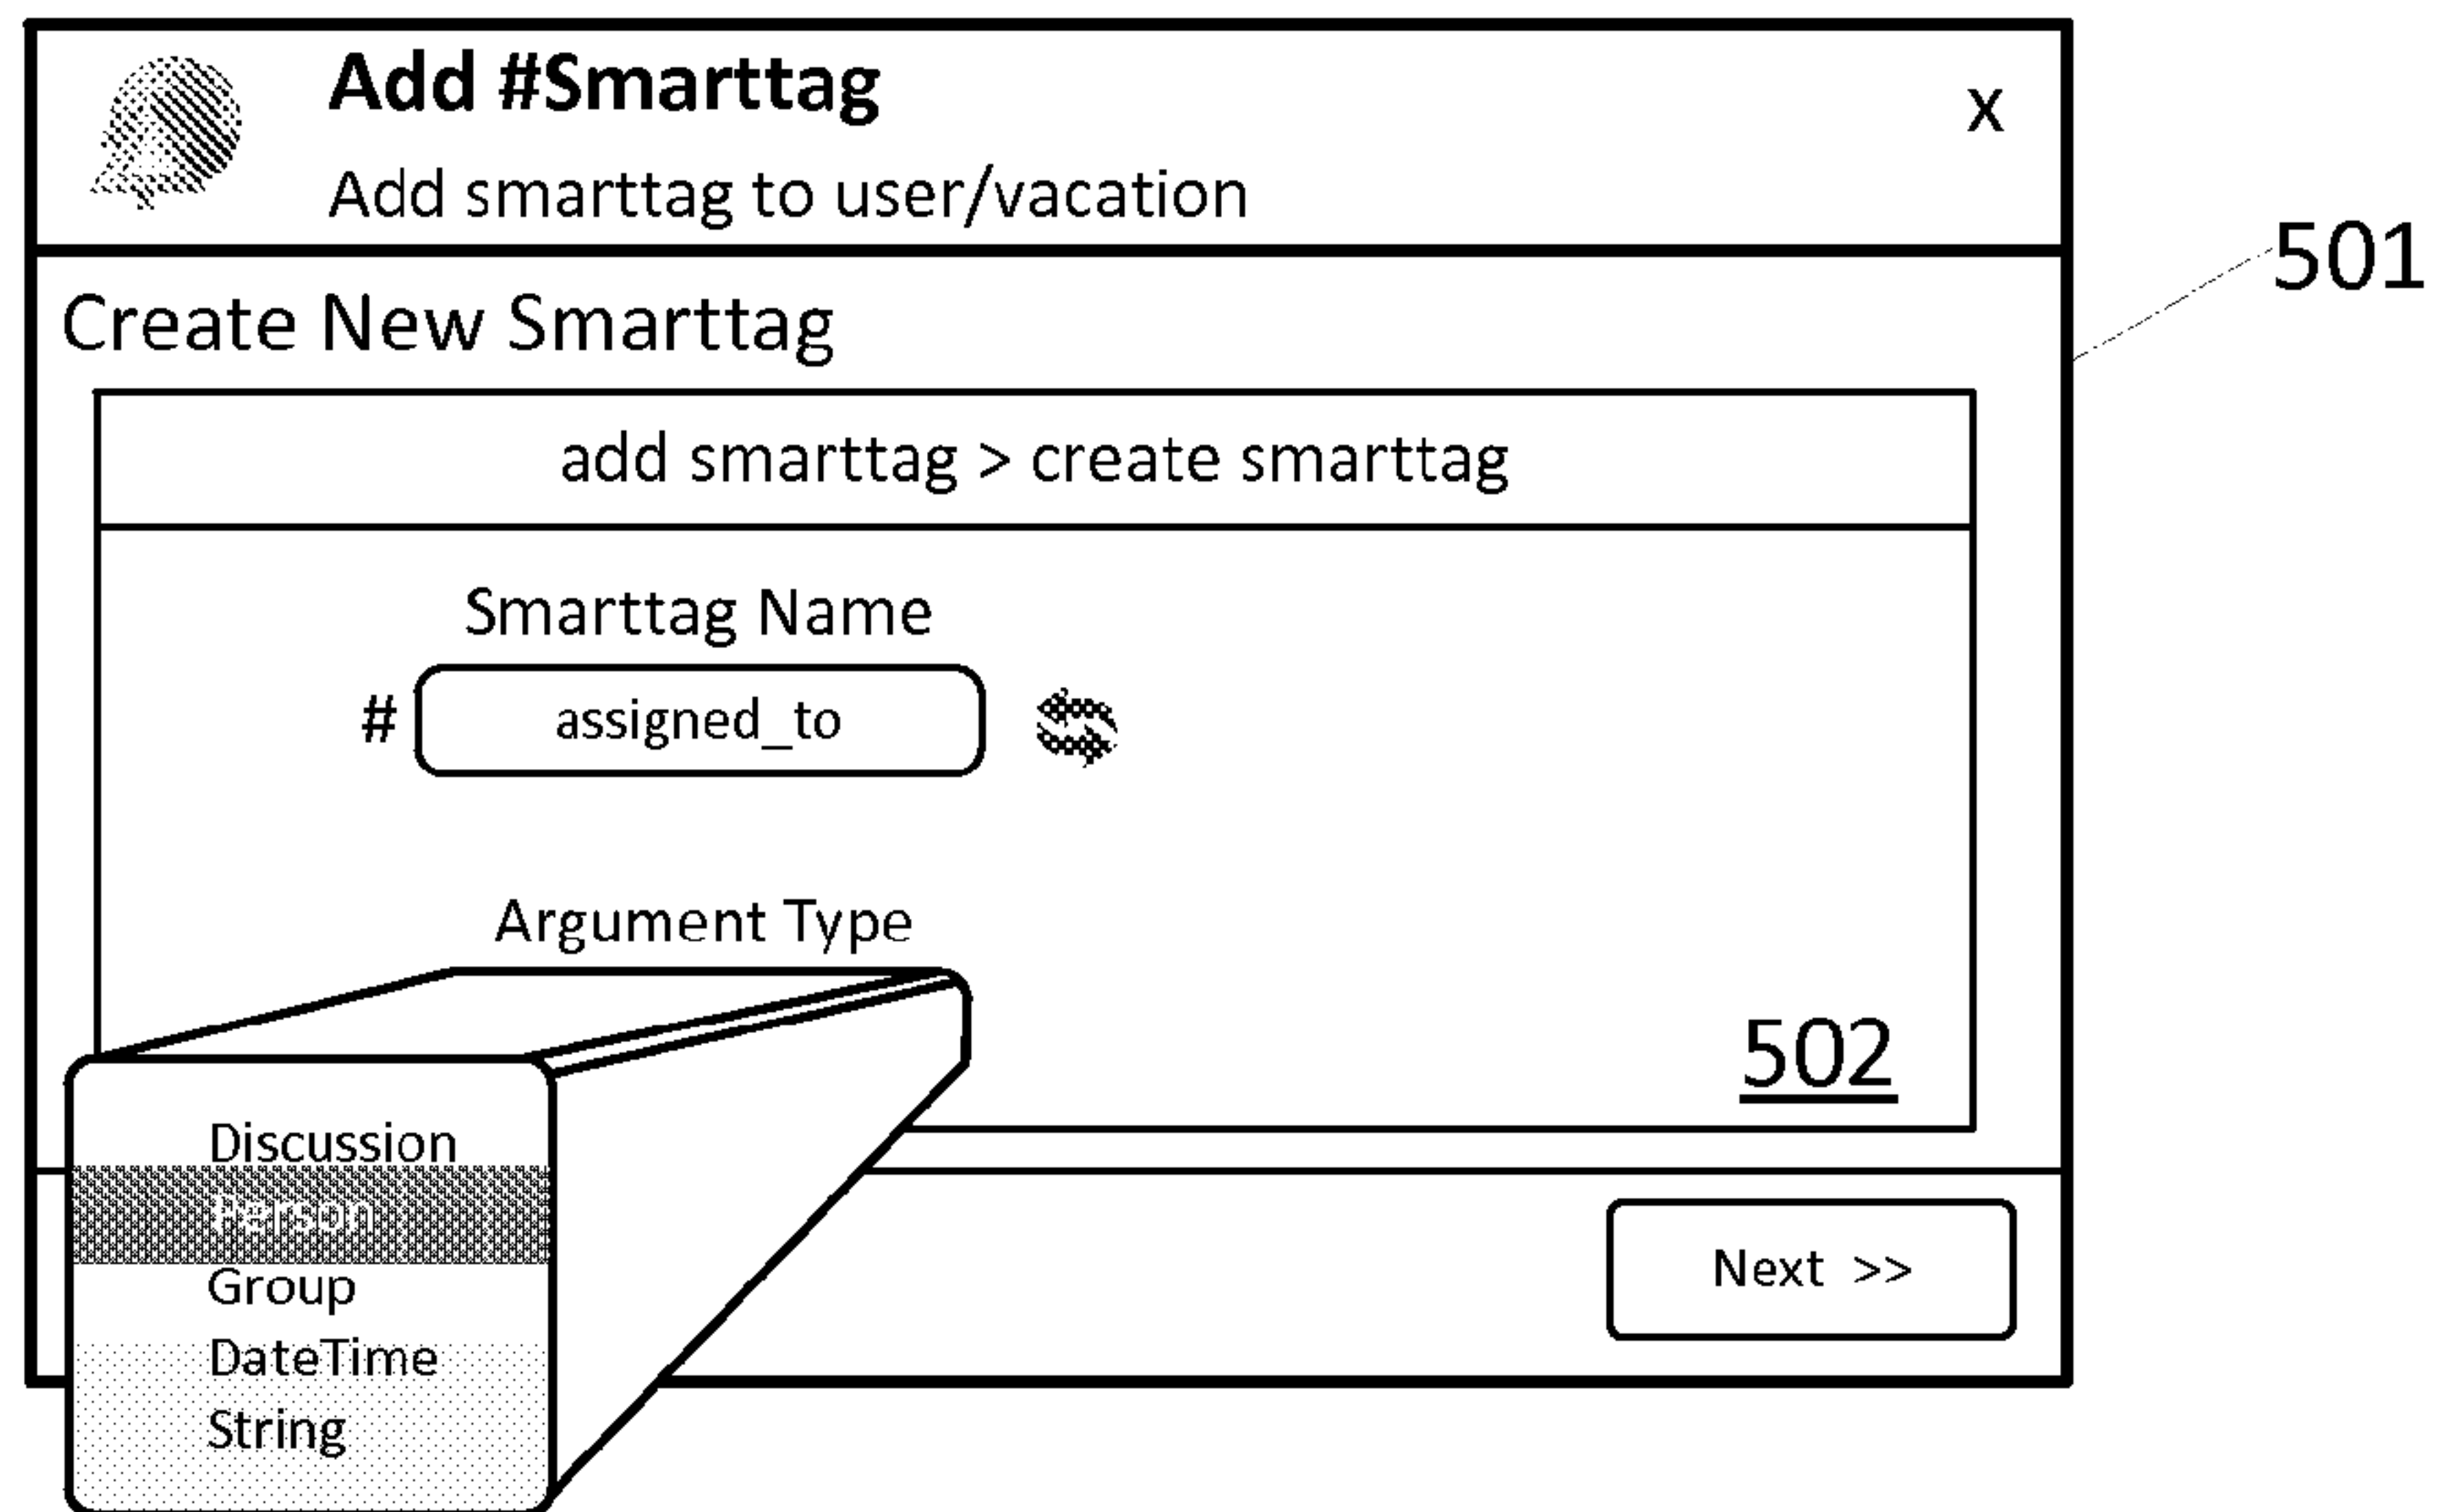 Add #Smarttag
x
Add smarttag to user/vacation
501
Create New Smarttag
add smarttag > create smarttag
Smarttag Name
# assigned_to
Argument Type
502
Discussion
Person
Group
DateTime
String
Next >>